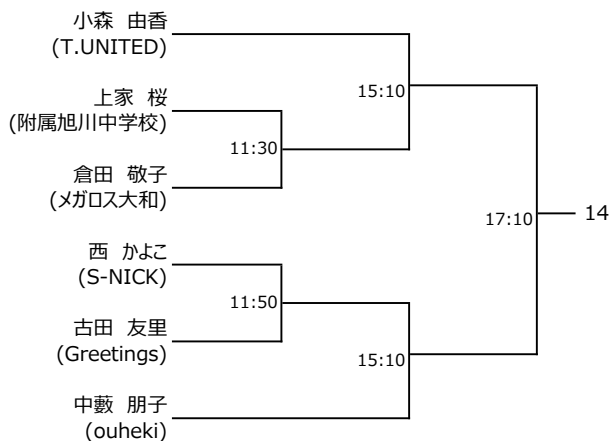 小森 由香
(T.UNITED)
15:10
上家 桜
(附属旭川中学校)
11:30
倉田 敬子
(メガロス大和)
17:10
14
西 かよこ
(S-NICK)
11:50
古田 友里
(Greetings)
15:10
中藪 朋子
(ouheki)